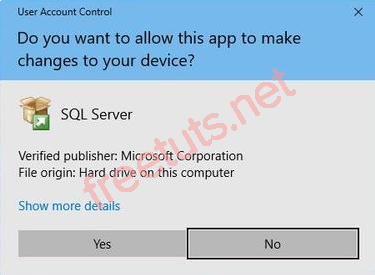 User Account Control
Do you want to allow this app to make
changes to your device?
SQL Server
Verified publisher: Microsoft Corporation
File origin: Hard drive on this computer
Show more details
Yes
No
freetuts.net